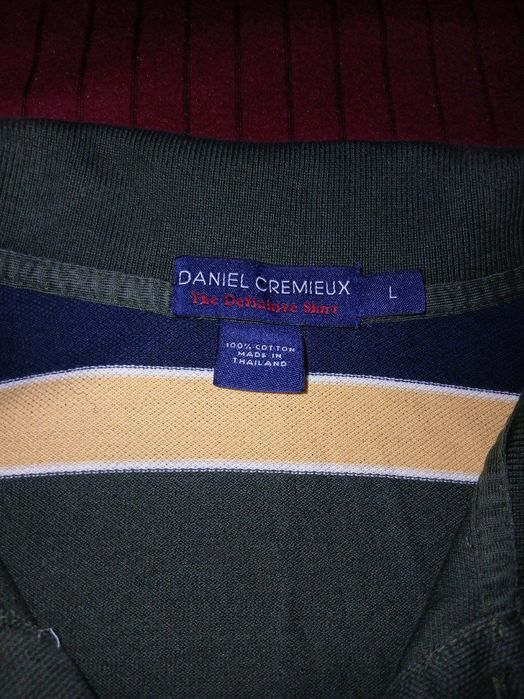 DANIEL CREMIEUX
The Definitive Shirt
L
100% COTTON
MADE IN
THAILAND